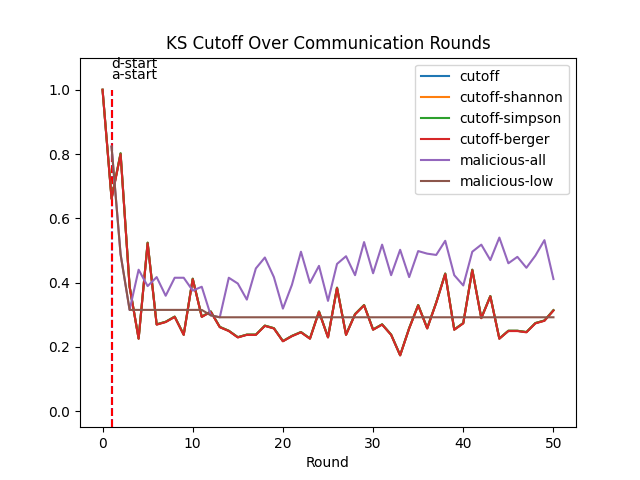 KS Cutoff Over Communication Rounds
d-start
a-start
cutoff
cutoff-shannon
cutoff-simpson
cutoff-berger
malicious-all
malicious-low
1.0
0.8
0.6
0.4
0.2
0.0
0
10
20
30
40
50
Round